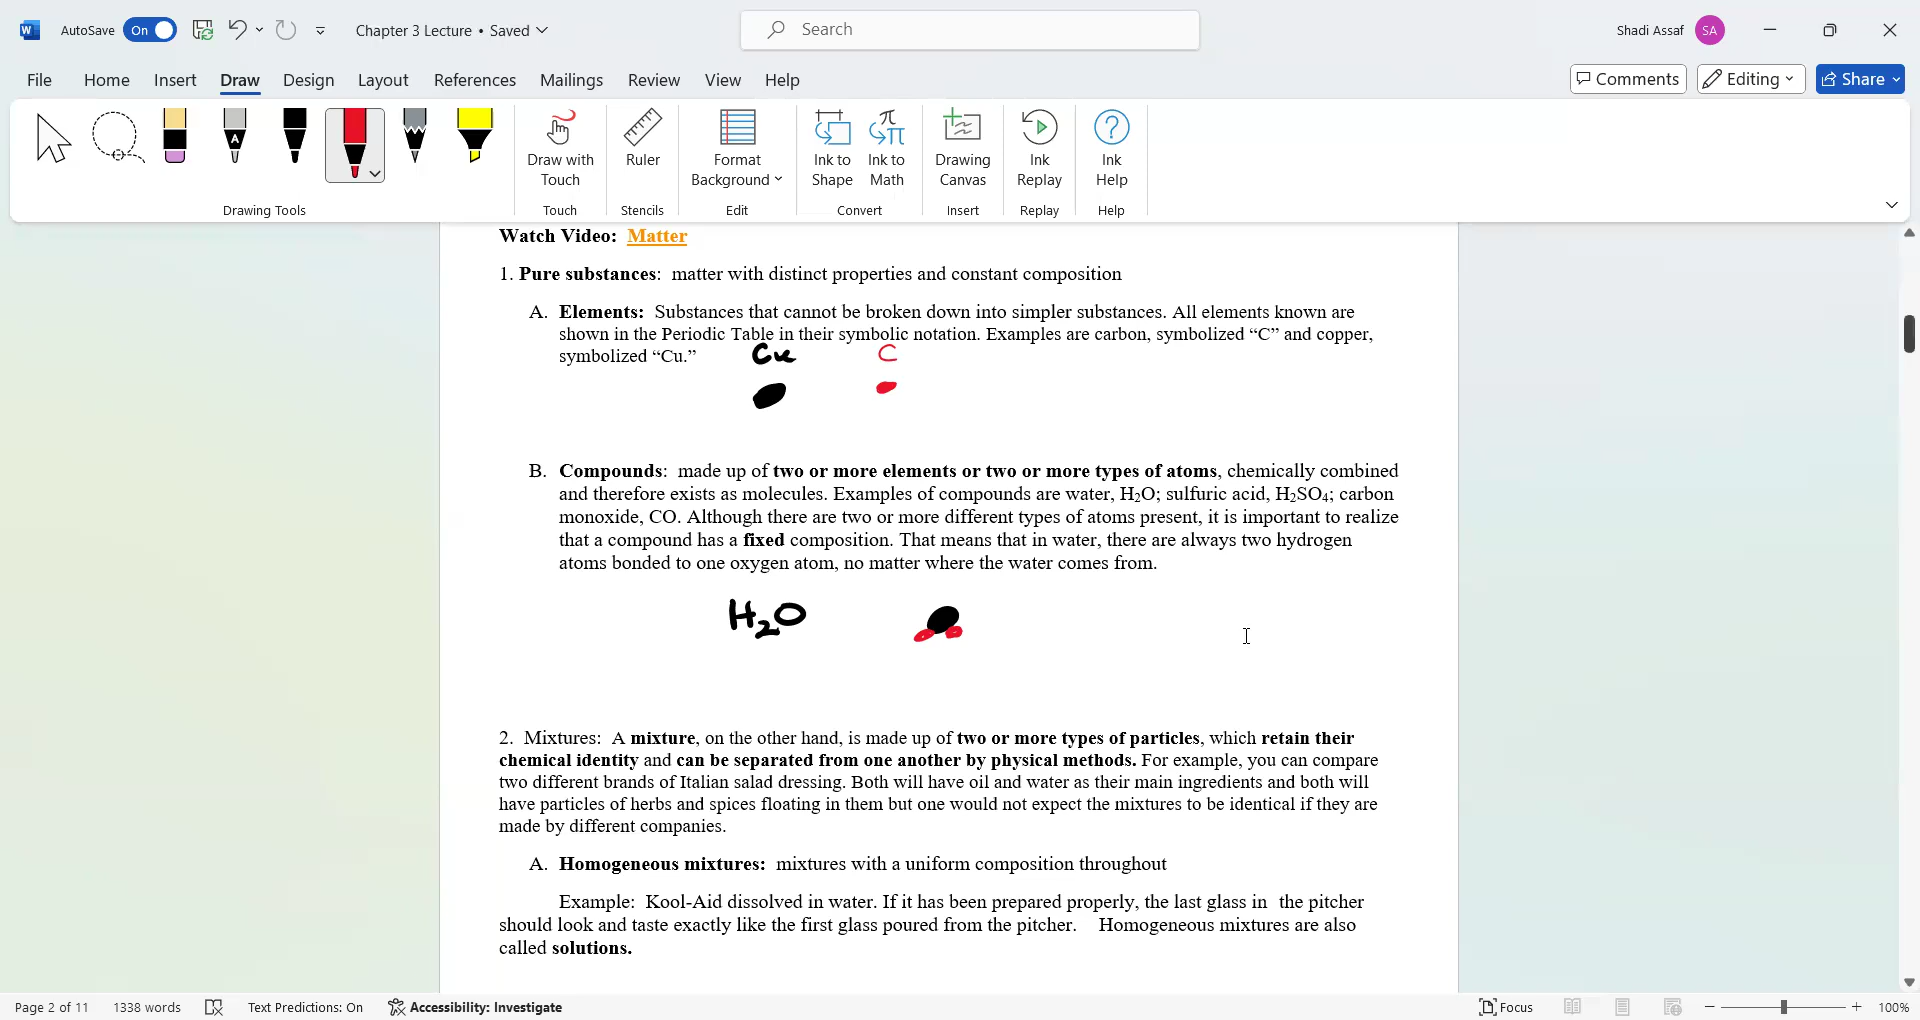 AutoSave On Chapter 3 Lecture • Saved Search Shadi Assaf SA
File Home Insert Draw Design Layout References Mailings Review View Help Comments Editing Share
A
Draw with Touch
Ruler
Format Background
Ink to Shape
Ink to Math
Drawing Canvas
Ink Replay
Ink Help
Drawing Tools Touch Stencils Edit Convert Insert Replay Help
Watch Video: Matter
1. Pure substances: matter with distinct properties and constant composition
A. Elements: Substances that cannot be broken down into simpler substances. All elements known are
shown in the Periodic Table in their symbolic notation. Examples are carbon, symbolized “C” and copper,
symbolized “Cu.” Cu C
B. Compounds: made up of two or more elements or two or more types of atoms, chemically combined
and therefore exists as molecules. Examples of compounds are water, H₂O; sulfuric acid, H₂SO₄; carbon
monoxide, CO. Although there are two or more different types of atoms present, it is important to realize
that a compound has a fixed composition. That means that in water, there are always two hydrogen
atoms bonded to one oxygen atom, no matter where the water comes from.
H₂O
2. Mixtures: A mixture, on the other hand, is made up of two or more types of particles, which retain their
chemical identity and can be separated from one another by physical methods. For example, you can compare
two different brands of Italian salad dressing. Both will have oil and water as their main ingredients and both will
have particles of herbs and spices floating in them but one would not expect the mixtures to be identical if they are
made by different companies.
A. Homogeneous mixtures: mixtures with a uniform composition throughout
Example: Kool-Aid dissolved in water. If it has been prepared properly, the last glass in the pitcher
should look and taste exactly like the first glass poured from the pitcher. Homogeneous mixtures are also
called solutions.
Page 2 of 11 1338 words Text Predictions: On Accessibility: Investigate Focus 100%